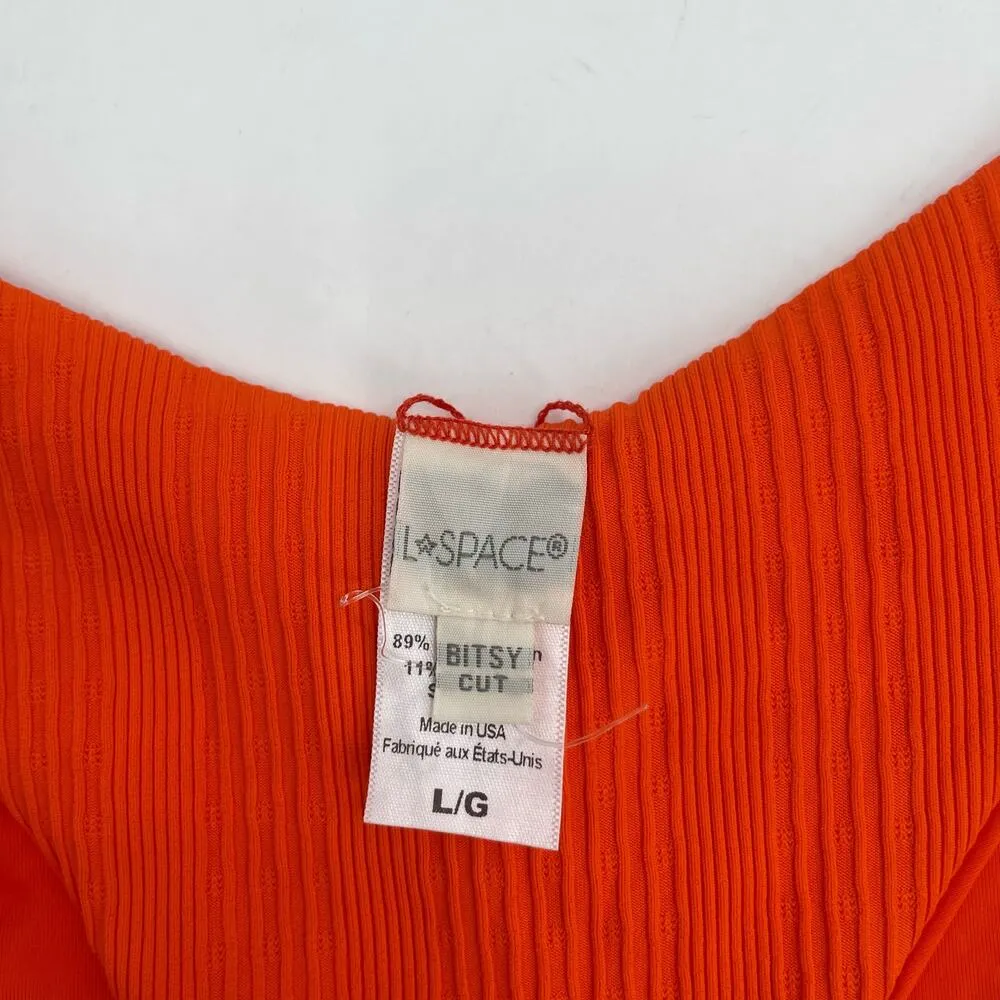 L☆SPACE®
89%
BITSY
n
11%
CUT
S
Made in USA
Fabriqué aux États-Unis
L/G